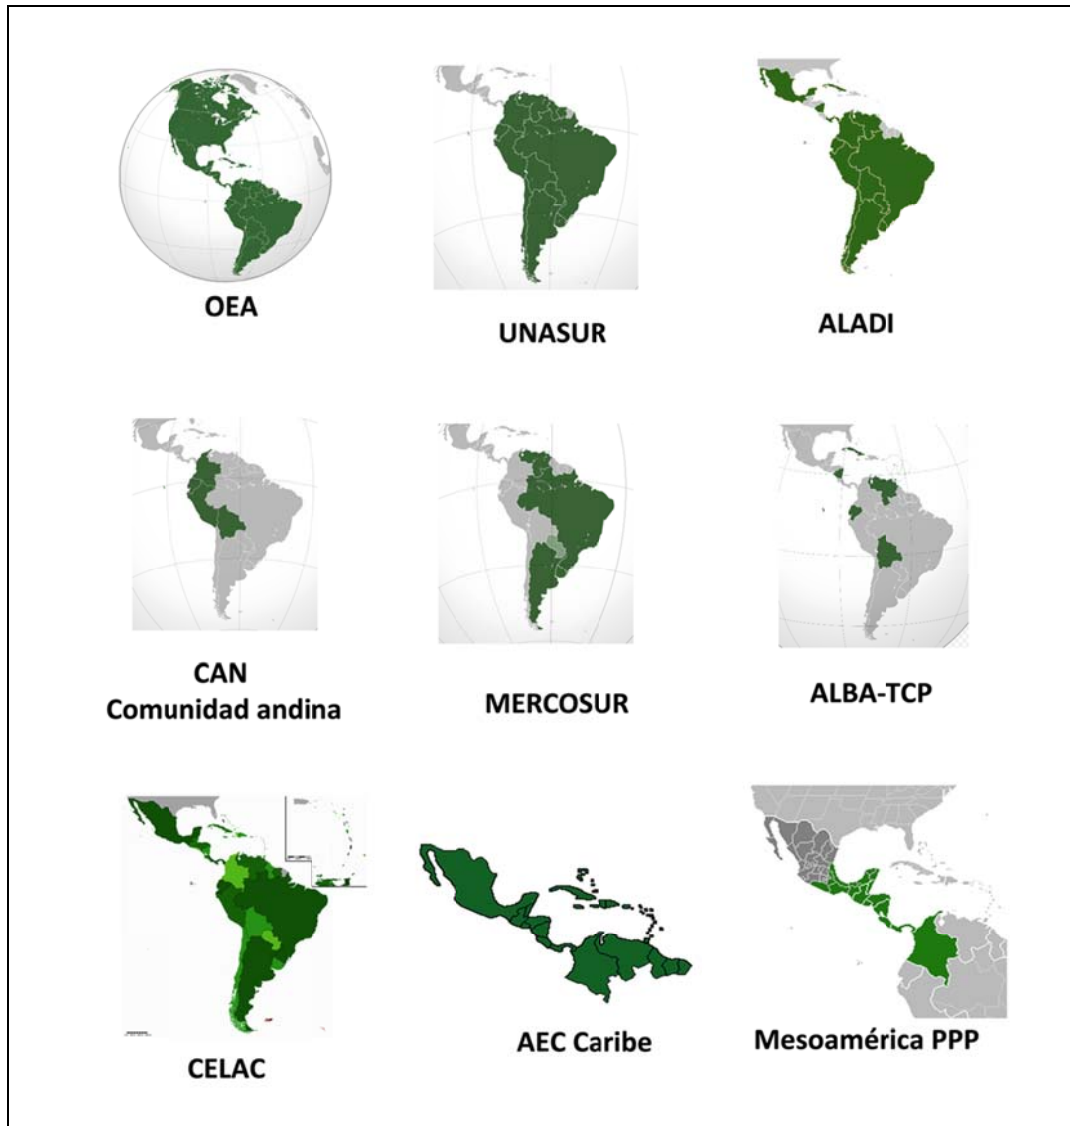 OEA
UNASUR
ALADI
CAN
Comunidad andina
MERCOSUR
ALBA-TCP
CELAC
AEC Caribe
Mesoamérica PPP